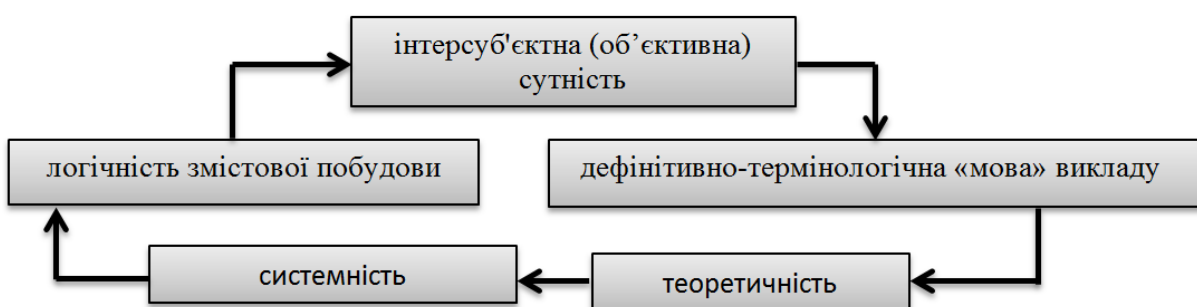 інтерсуб'єктна (об’єктивна)
сутність
логічність змістової побудови
дефінітивно-термінологічна «мова» викладу
системність
теоретичність